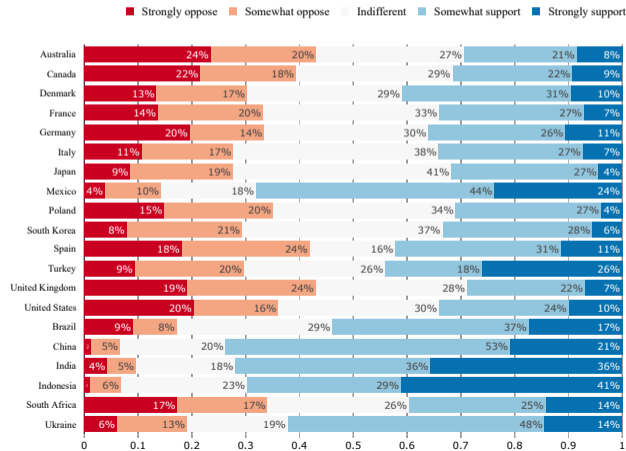 Strongly oppose Somewhat oppose Indifferent Somewhat support Strongly support
Australia 24% 20% 27% 21% 8%
Canada 22% 18% 29% 22% 9%
Denmark 13% 17% 29% 31% 10%
France 14% 20% 33% 27% 7%
Germany 20% 14% 30% 26% 11%
Italy 11% 17% 38% 27% 7%
Japan 9% 19% 41% 27% 4%
Mexico 4% 10% 18% 44% 24%
Poland 15% 20% 34% 27% 4%
South Korea 8% 21% 37% 28% 6%
Spain 18% 24% 16% 31% 11%
Turkey 9% 20% 26% 18% 26%
United Kingdom 19% 24% 28% 22% 7%
United States 20% 16% 30% 24% 10%
Brazil 9% 8% 29% 37% 17%
China 5% 20% 53% 21%
India 4% 5% 18% 36% 36%
Indonesia 6% 23% 29% 41%
South Africa 17% 17% 26% 25% 14%
Ukraine 6% 13% 19% 48% 14%
0 0.1 0.2 0.3 0.4 0.5 0.6 0.7 0.8 0.9 1